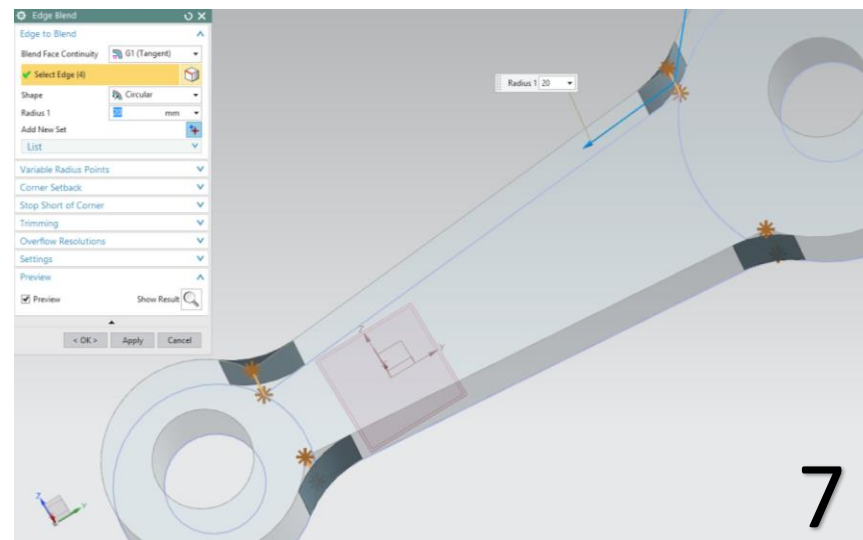 Edge Blend
Edge to Blend
Blend Face Continuity G1 (Tangent)
Select Edge (4)
Shape Circular
Radius 1 20 mm
Add New Set
List
Variable Radius Points
Corner Setback
Stop Short of Corner
Trimming
Overflow Resolutions
Settings
Preview
Preview Show Result
< OK > Apply Cancel
Radius 1 20
Z
Y
Z
Y
7